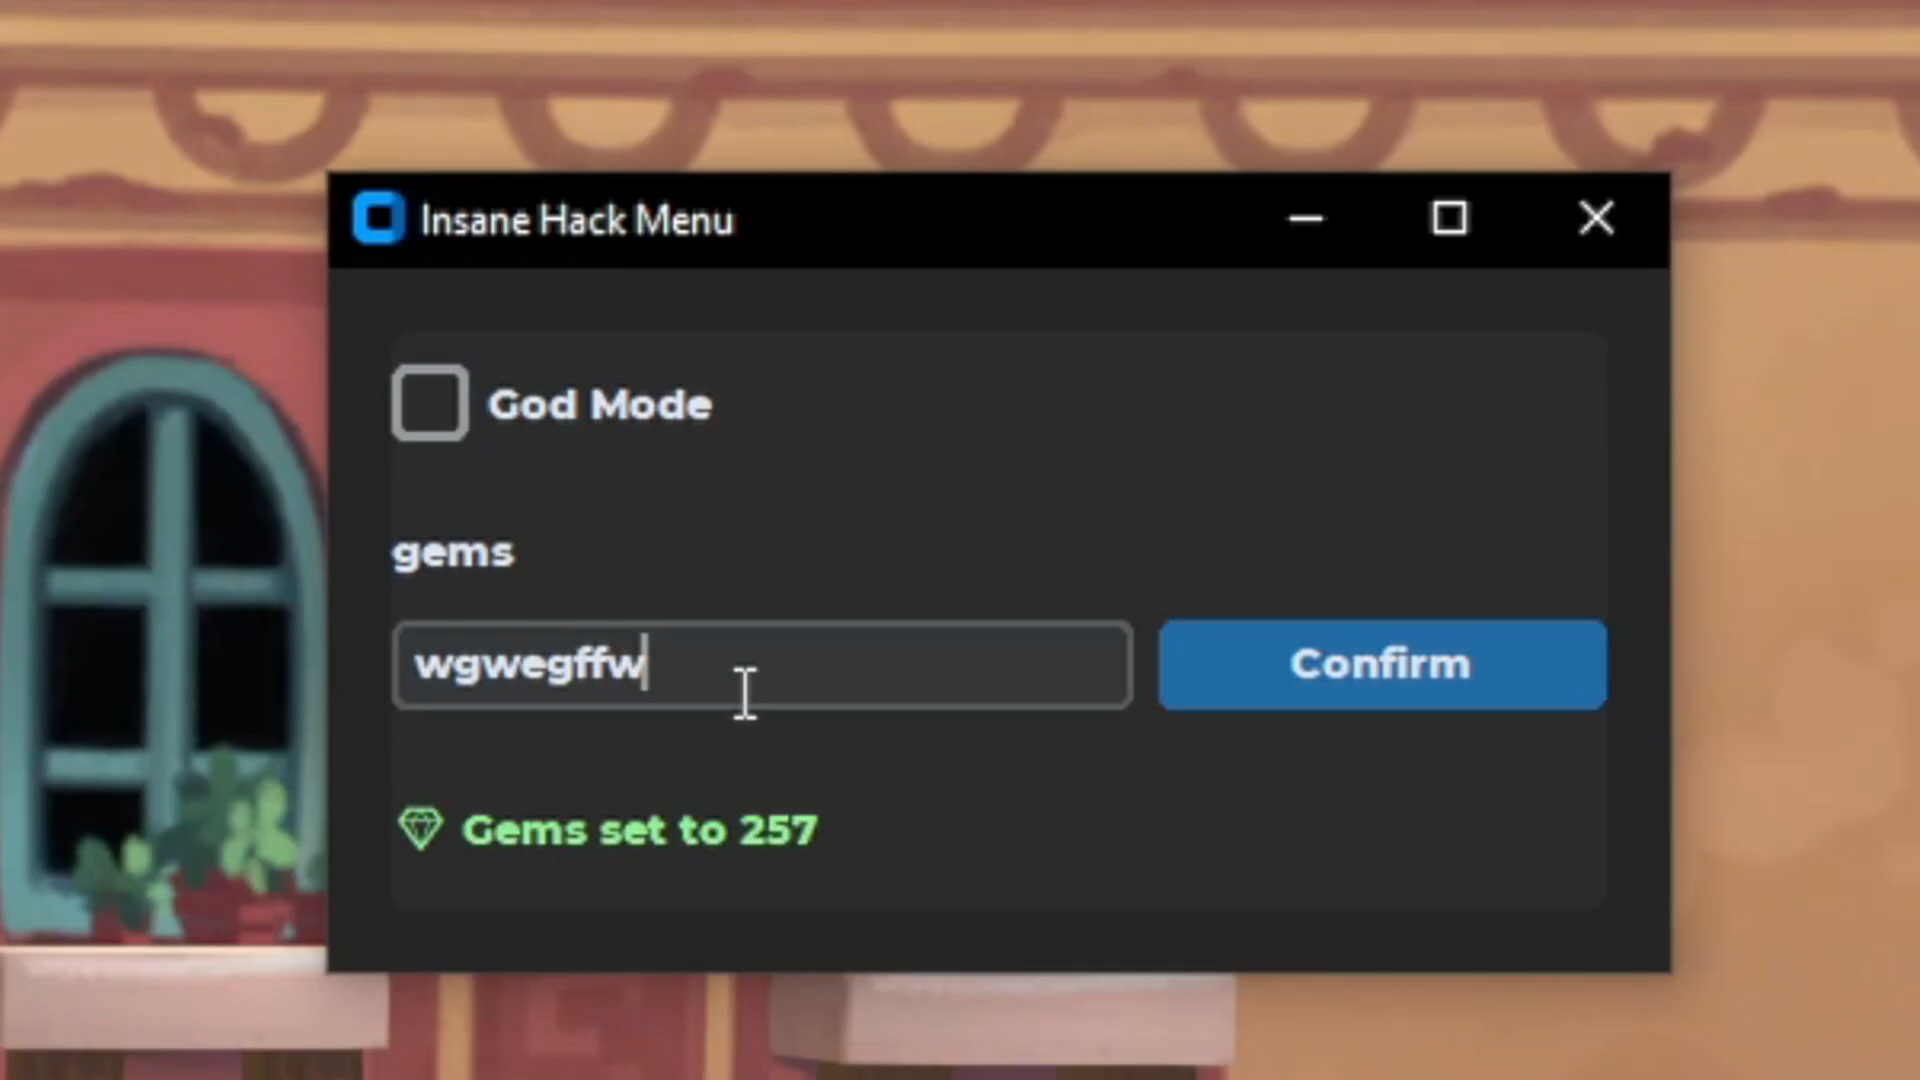 Insane Hack Menu
God Mode
gems
wgwegffw
Confirm
Gems set to 257